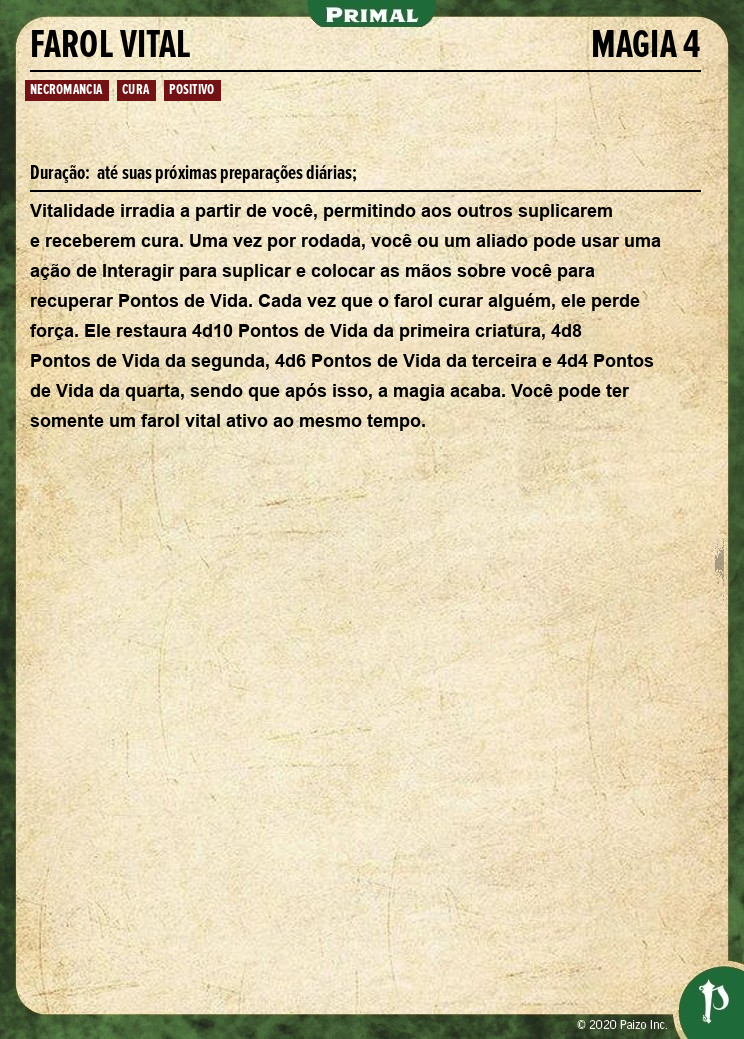 PRIMAL
FAROL VITAL MAGIA 4
NECROMANCIA CURA POSITIVO
Duração: até suas próximas preparações diárias;
Vitalidade irradia a partir de você, permitindo aos outros suplicarem
e receberem cura. Uma vez por rodada, você ou um aliado pode usar uma
ação de Interagir para suplicar e colocar as mãos sobre você para
recuperar Pontos de Vida. Cada vez que o farol curar alguém, ele perde
força. Ele restaura 4d10 Pontos de Vida da primeira criatura, 4d8
Pontos de Vida da segunda, 4d6 Pontos de Vida da terceira e 4d4 Pontos
de Vida da quarta, sendo que após isso, a magia acaba. Você pode ter
somente um farol vital ativo ao mesmo tempo.
© 2020 Paizo Inc.
P